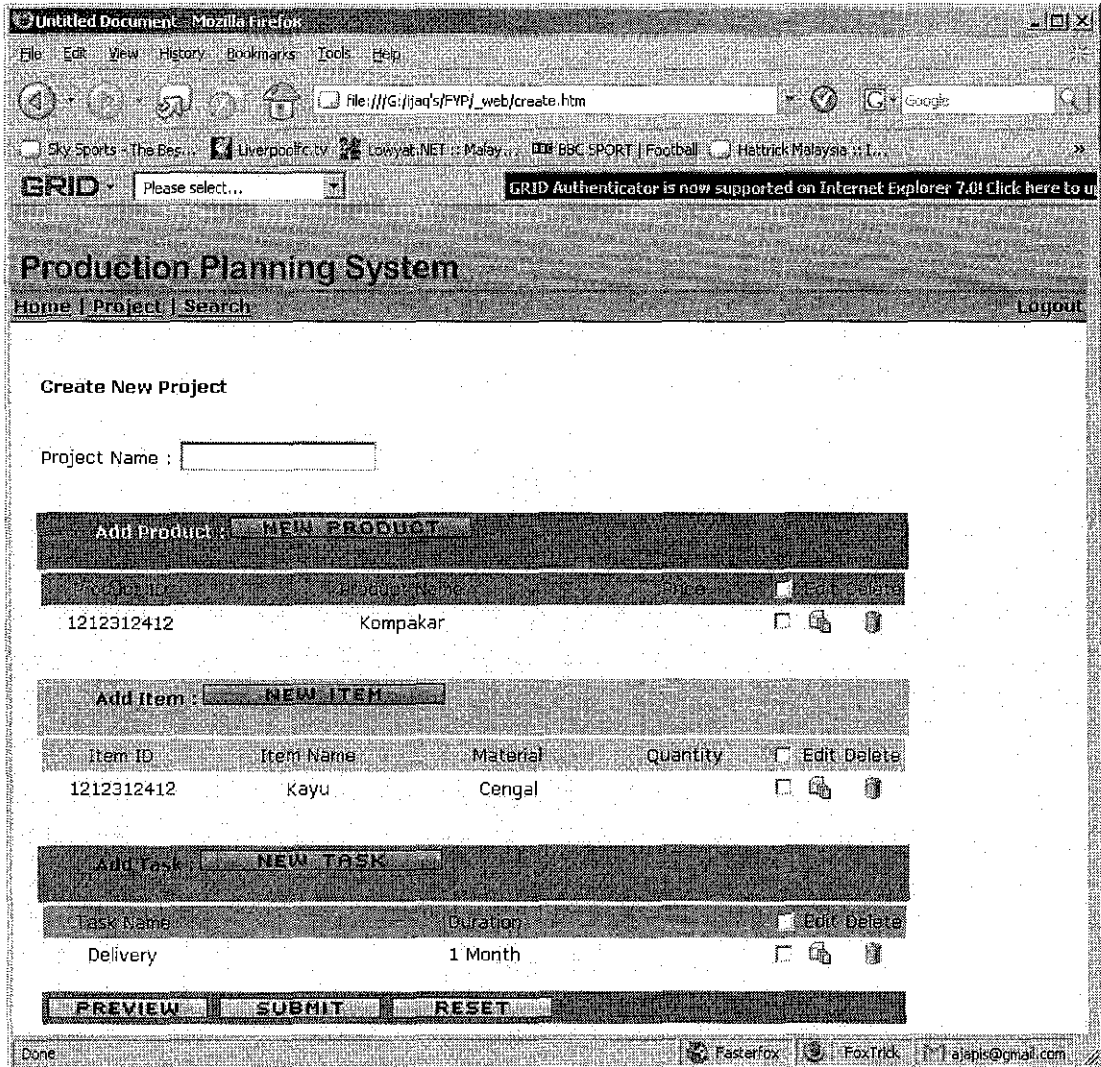 Untitled Document - Mozilla Firefox
File Edit View History Bookmarks Tools Help
file:///G:/ijaq's/FYP/_web/create.htm Google
Sky Sports - The Bes... Liverpoolfc.tv Lowyat.NET :: Malay... BBC SPORT | Football Hattrick Malaysia :: I... »
GRID Please select... GRID Authenticator is now supported on Internet Explorer 7.0! Click here to u
Production Planning System
Home | Project | Search Logout
Create New Project
Project Name :
Add Product : NEW PRODUCT
Product ID Product Name Price Edit Delete
1212312412 Kompakar
Add Item : NEW ITEM
Item ID Item Name Material Quantity Edit Delete
1212312412 Kayu Cengal
Add Task : NEW TASK
Task Name Duration Edit Delete
Delivery 1 Month
PREVIEW SUBMIT RESET
Done Fasterfox FoxTrick ajapis@gmail.com